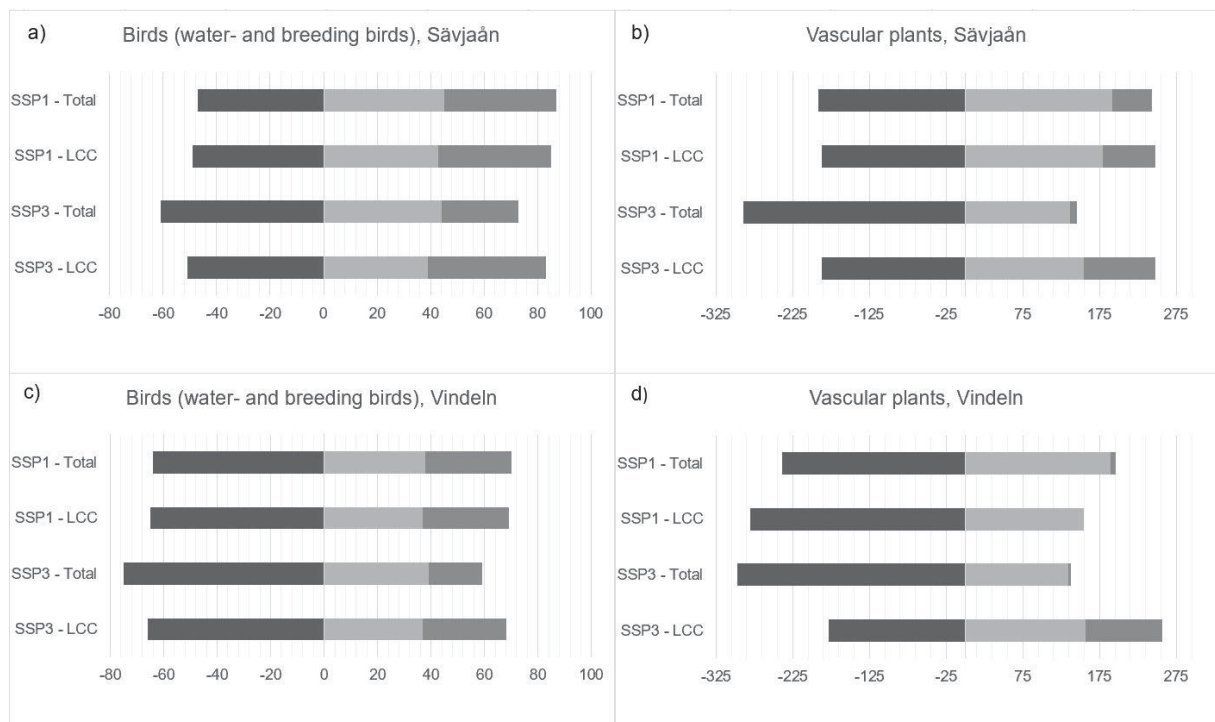 a)
Birds (water- and breeding birds), Sävjaån
SSP1 - Total
SSP1 - LCC
SSP3 - Total
SSP3 - LCC
-80 -60 -40 -20 0 20 40 60 80 100
b)
Vascular plants, Sävjaån
SSP1 - Total
SSP1 - LCC
SSP3 - Total
SSP3 - LCC
-325 -225 -125 -25 75 175 275
c)
Birds (water- and breeding birds), Vindeln
SSP1 - Total
SSP1 - LCC
SSP3 - Total
SSP3 - LCC
-80 -60 -40 -20 0 20 40 60 80 100
d)
Vascular plants, Vindeln
SSP1 - Total
SSP1 - LCC
SSP3 - Total
SSP3 - LCC
-325 -225 -125 -25 75 175 275